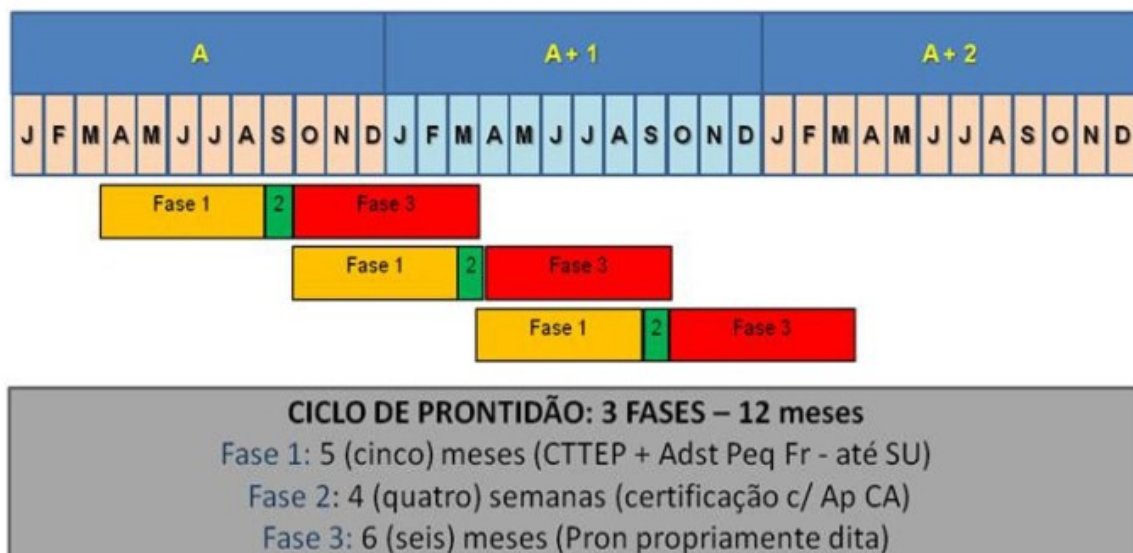 A A + 1 A + 2
J F M A M J J A S O N D J F M A M J J A S O N D J F M A M J J A S O N D
Fase 1 2 Fase 3
Fase 1 2 Fase 3
Fase 1 2 Fase 3
CICLO DE PRONTIDÃO: 3 FASES – 12 meses
Fase 1: 5 (cinco) meses (CTTEP + Adst Peq Fr - até SU)
Fase 2: 4 (quatro) semanas (certificação c/ Ap CA)
Fase 3: 6 (seis) meses (Pron propriamente dita)